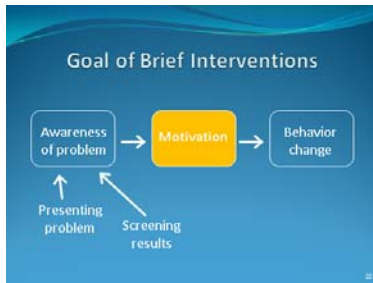 Goal of Brief Interventions
Awareness
of problem
Motivation
Behavior
change
Presenting
problem
Screening
results